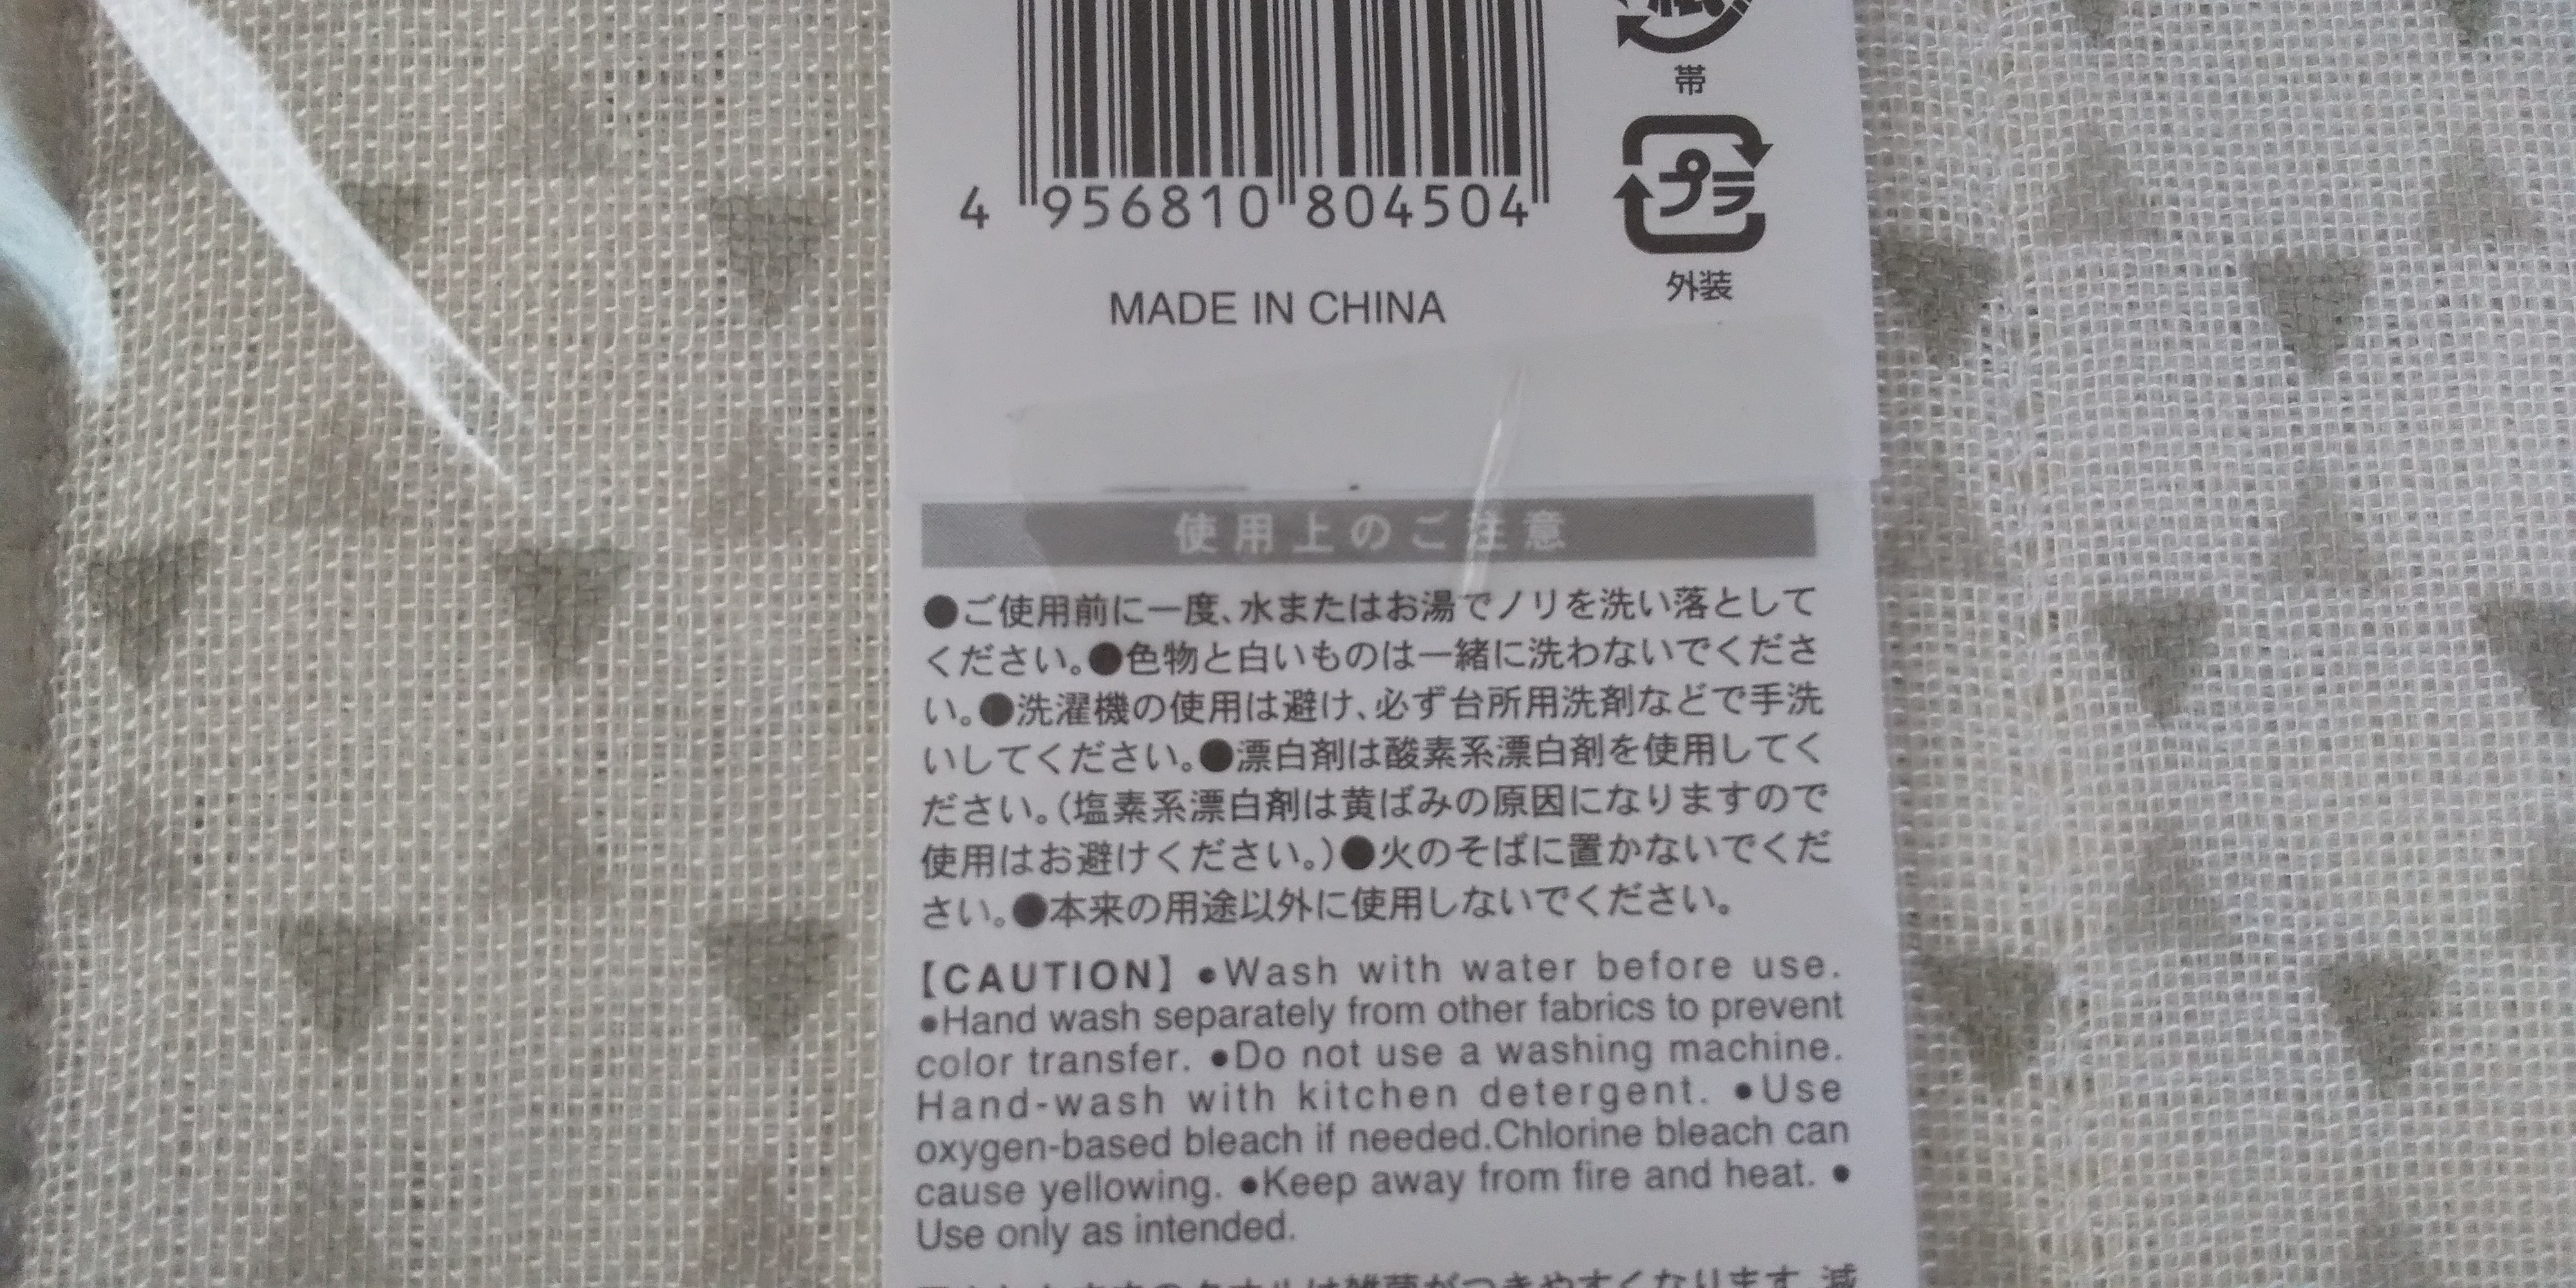 帯
4 956810 804504
プラ
外装
MADE IN CHINA
使用上のご注意
●ご使用前に一度、水またはお湯でノリを洗い落として
ください。●色物と白いものは一緒に洗わないでくださ
い。●洗濯機の使用は避け、必ず台所用洗剤などで手洗
いしてください。●漂白剤は酸素系漂白剤を使用してく
ださい。(塩素系漂白剤は黄ばみの原因になりますので
使用はお避けください。)●火のそばに置かないでくだ
さい。●本来の用途以外に使用しないでください。
【CAUTION】 ●Wash with water before use.
●Hand wash separately from other fabrics to prevent
color transfer. ●Do not use a washing machine.
Hand-wash with kitchen detergent. ●Use
oxygen-based bleach if needed.Chlorine bleach can
cause yellowing. ●Keep away from fire and heat. ●
Use only as intended.